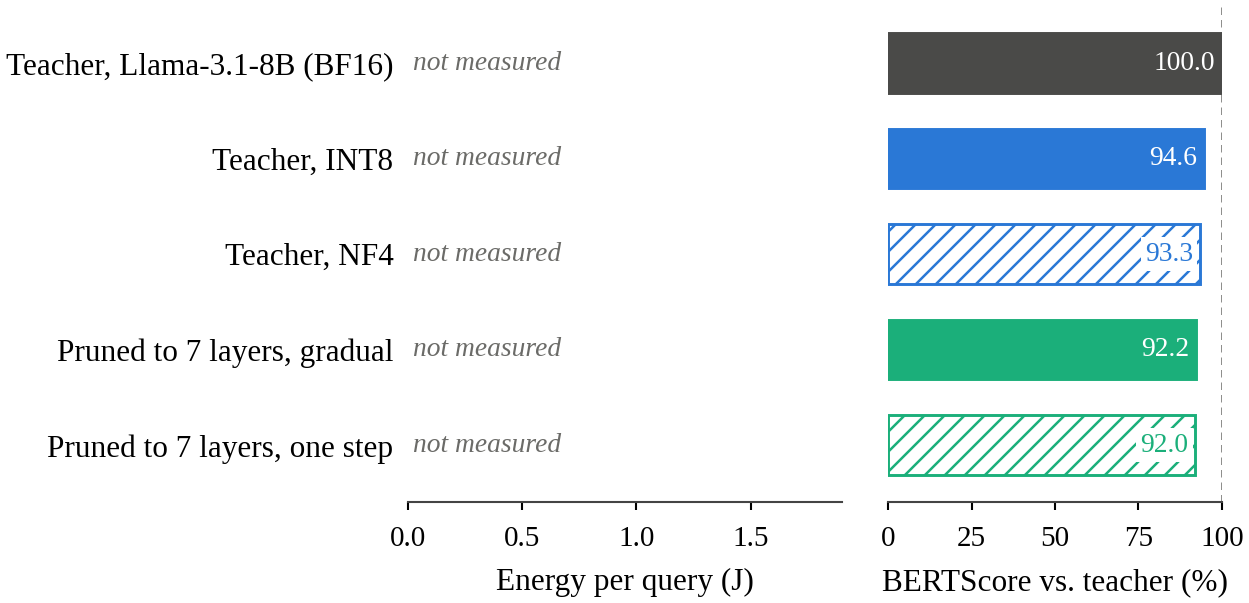 Teacher, Llama-3.1-8B (BF16) not measured 100.0
Teacher, INT8 not measured 94.6
Teacher, NF4 not measured 93.3
Pruned to 7 layers, gradual not measured 92.2
Pruned to 7 layers, one step not measured 92.0
0.0 0.5 1.0 1.5 0 25 50 75 100
Energy per query (J) BERTScore vs. teacher (%)